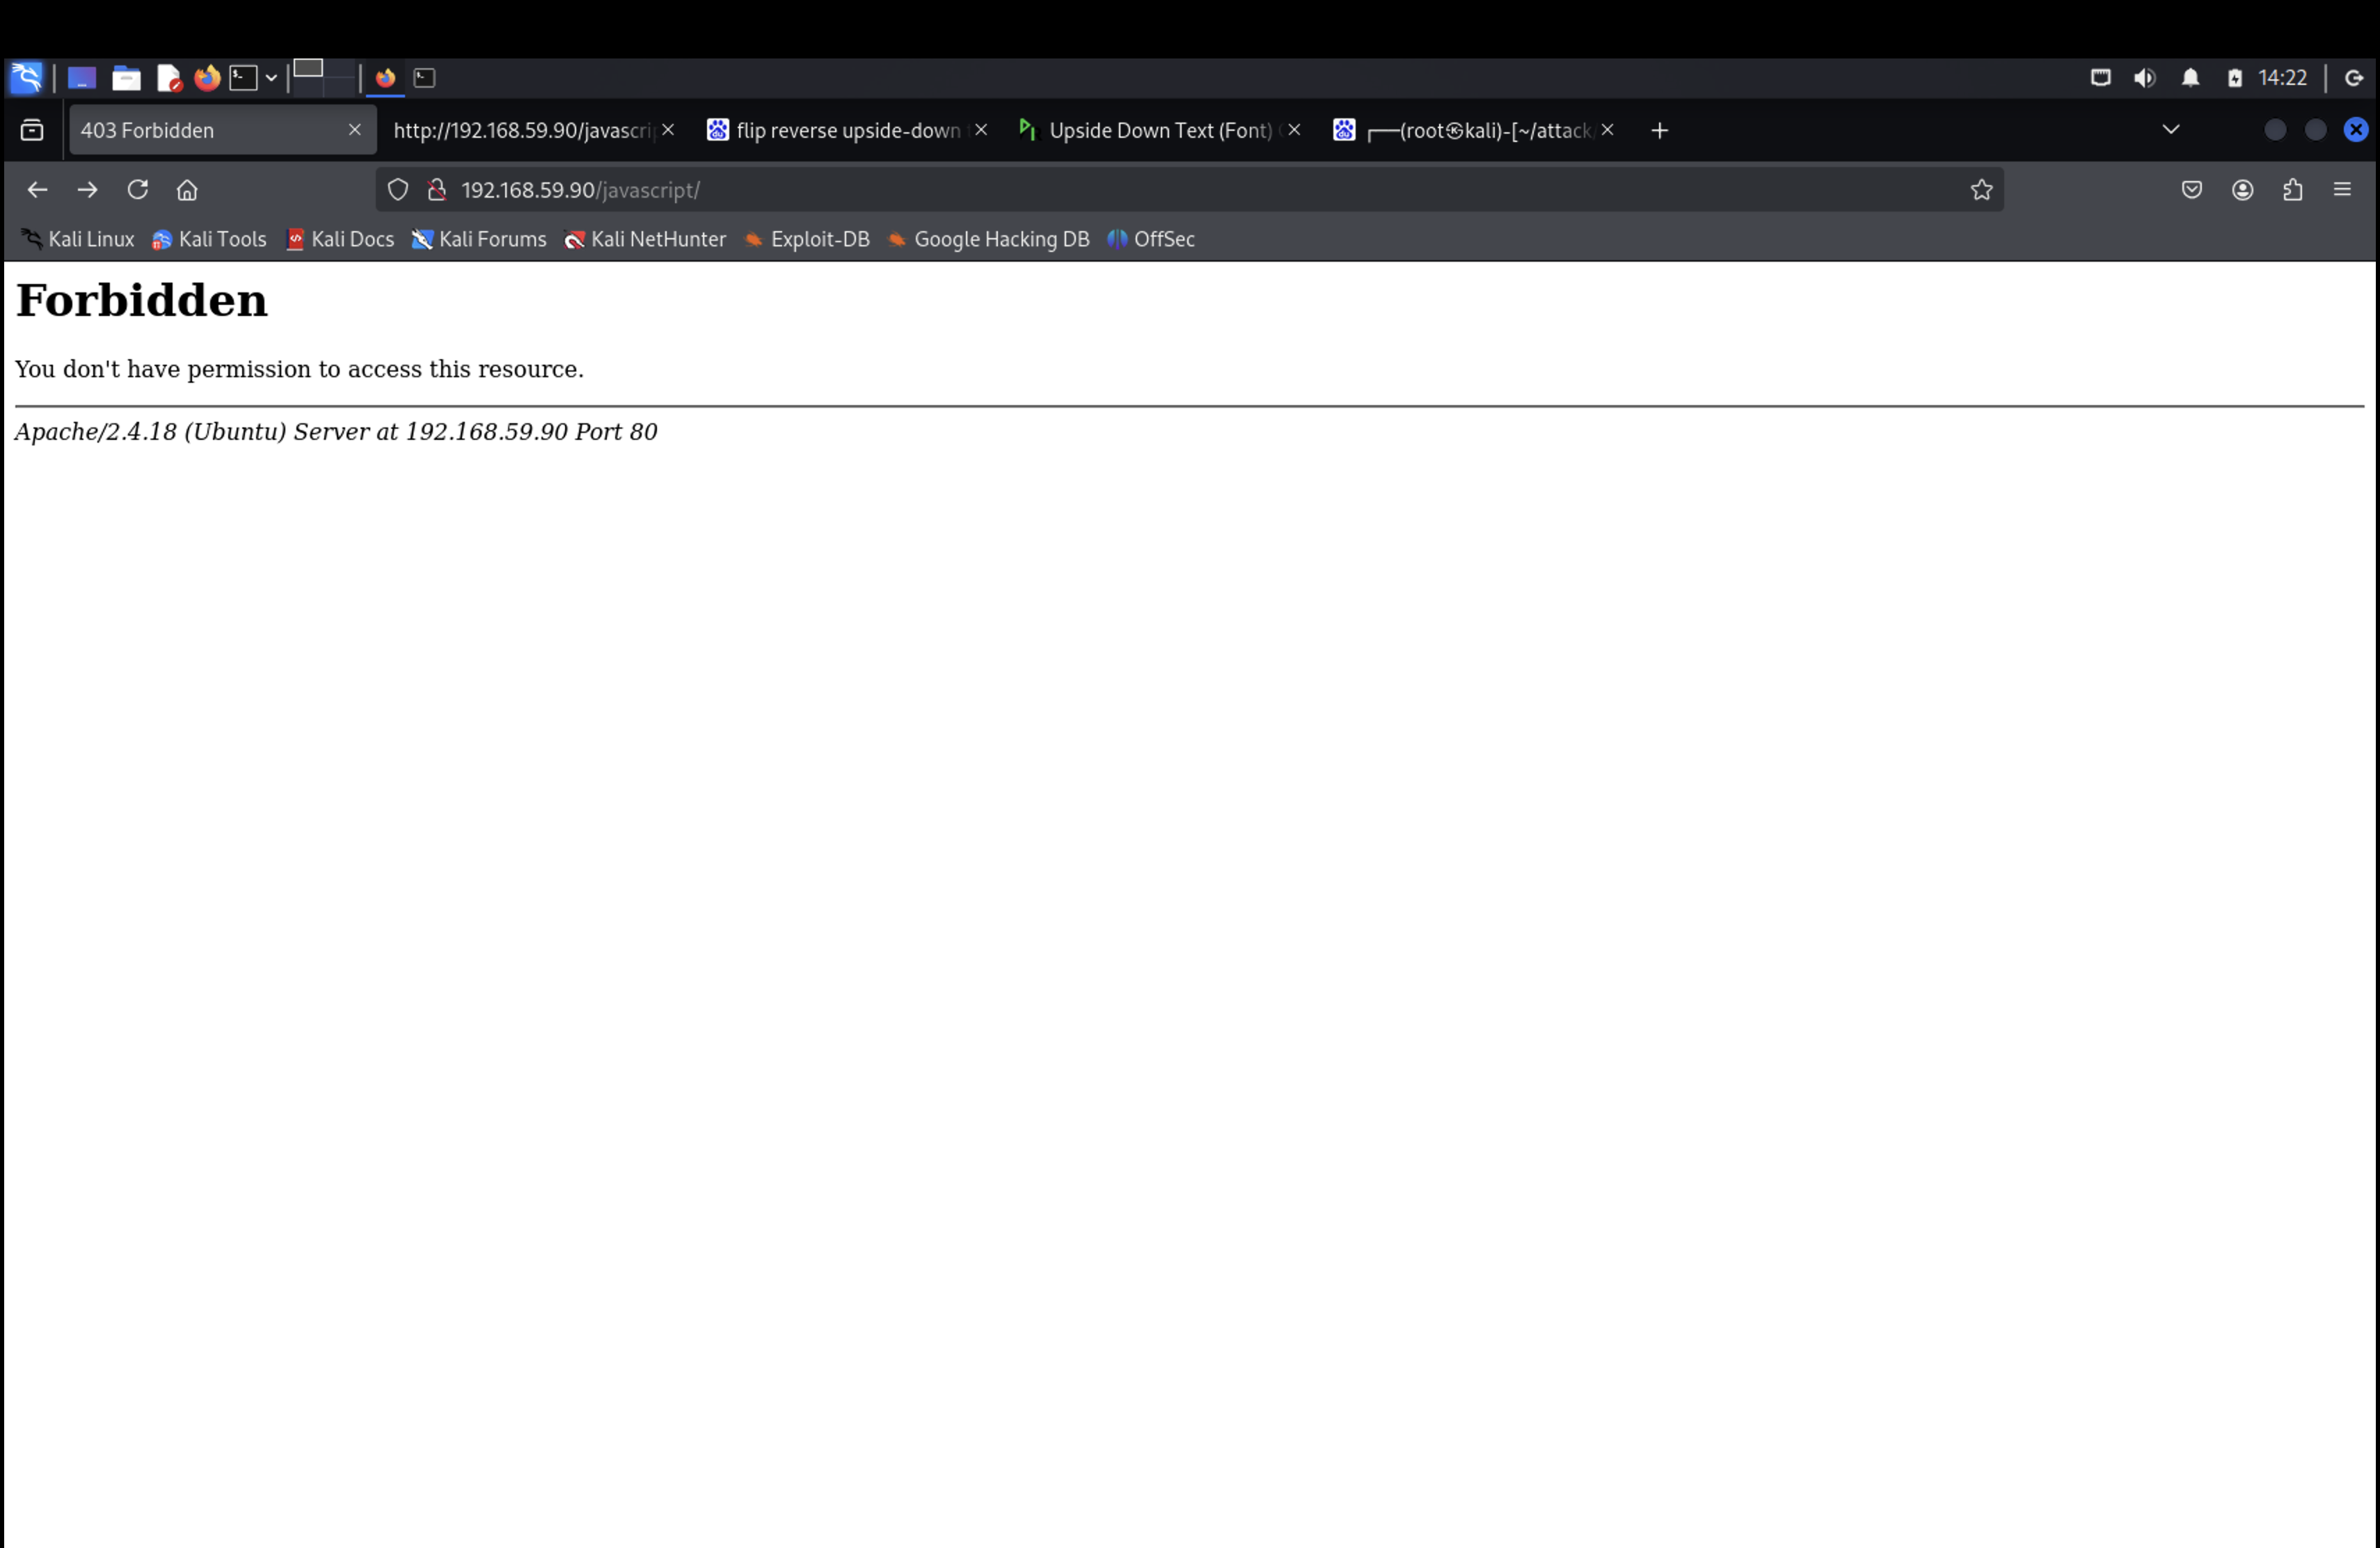 14:22
403 Forbidden
http://192.168.59.90/javascrip
flip reverse upside-down
Upside Down Text (Font)
┌──(root㉿kali)-[~/attack
192.168.59.90/javascript/
Kali Linux Kali Tools Kali Docs Kali Forums Kali NetHunter Exploit-DB Google Hacking DB OffSec
Forbidden
You don't have permission to access this resource.
Apache/2.4.18 (Ubuntu) Server at 192.168.59.90 Port 80